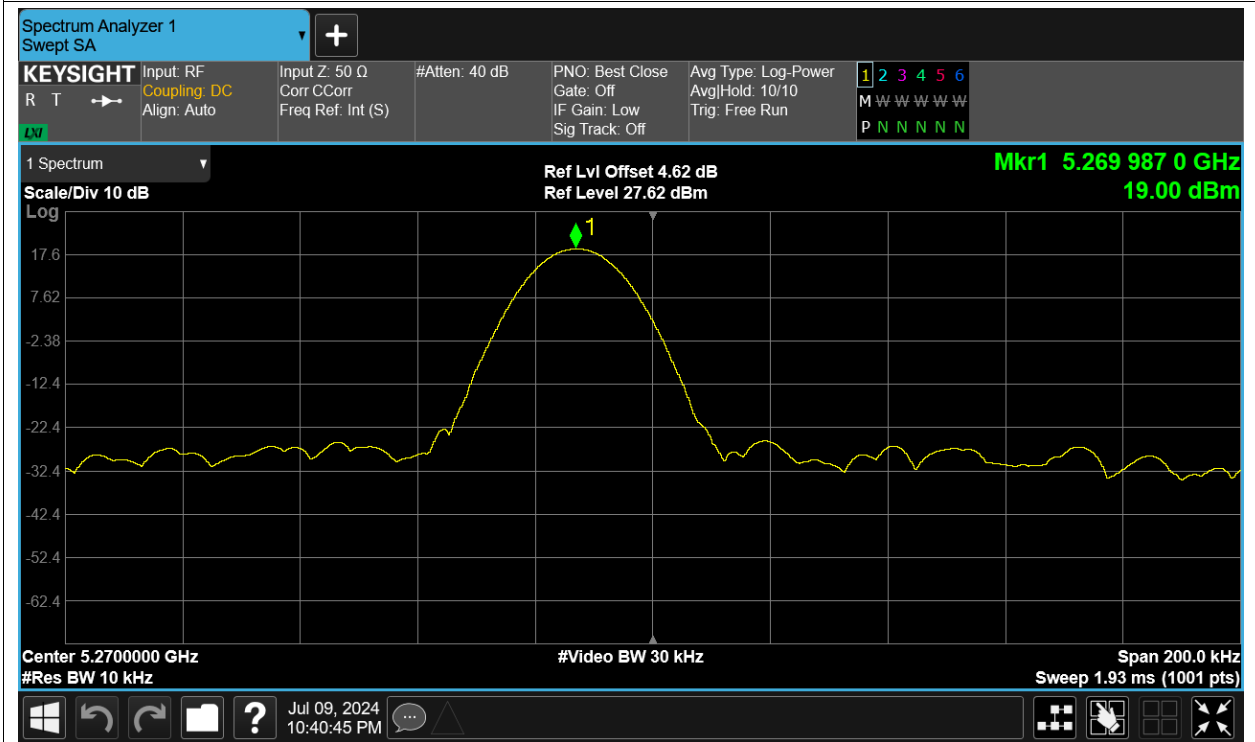 Spectrum Analyzer 1
Swept SA
+
KEYSIGHT
R T
LXI
Input: RF
Coupling: DC
Align: Auto
Input Z: 50 Ω
Corr CCorr
Freq Ref: Int (S)
#Atten: 40 dB
PNO: Best Close
Gate: Off
IF Gain: Low
Sig Track: Off
Avg Type: Log-Power
Avg|Hold: 10/10
Trig: Free Run
1 2 3 4 5 6
M W W W W W
P N N N N N
1 Spectrum
Scale/Div 10 dB
Log
Ref Lvl Offset 4.62 dB
Ref Level 27.62 dBm
Mkr1 5.269 987 0 GHz
19.00 dBm
1
17.6
7.62
-2.38
-12.4
-22.4
-32.4
-42.4
-52.4
-62.4
Center 5.2700000 GHz
#Video BW 30 kHz
Span 200.0 kHz
#Res BW 10 kHz
Sweep 1.93 ms (1001 pts)
?
Jul 09, 2024
10:40:45 PM